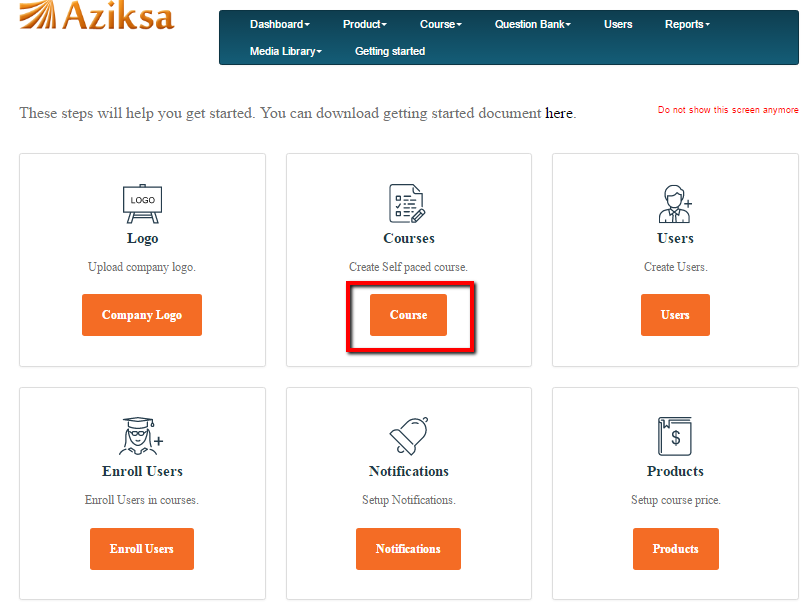 Aziksa
Dashboard Product Course Question Bank Users Reports
Media Library Getting started
These steps will help you get started. You can download getting started document here.
Do not show this screen anymore
LOGO
Logo
Upload company logo.
Company Logo
Courses
Create Self paced course.
Course
Users
Create Users.
Users
Enroll Users
Enroll Users in courses.
Enroll Users
Notifications
Setup Notifications.
Notifications
$
Products
Setup course price.
Products